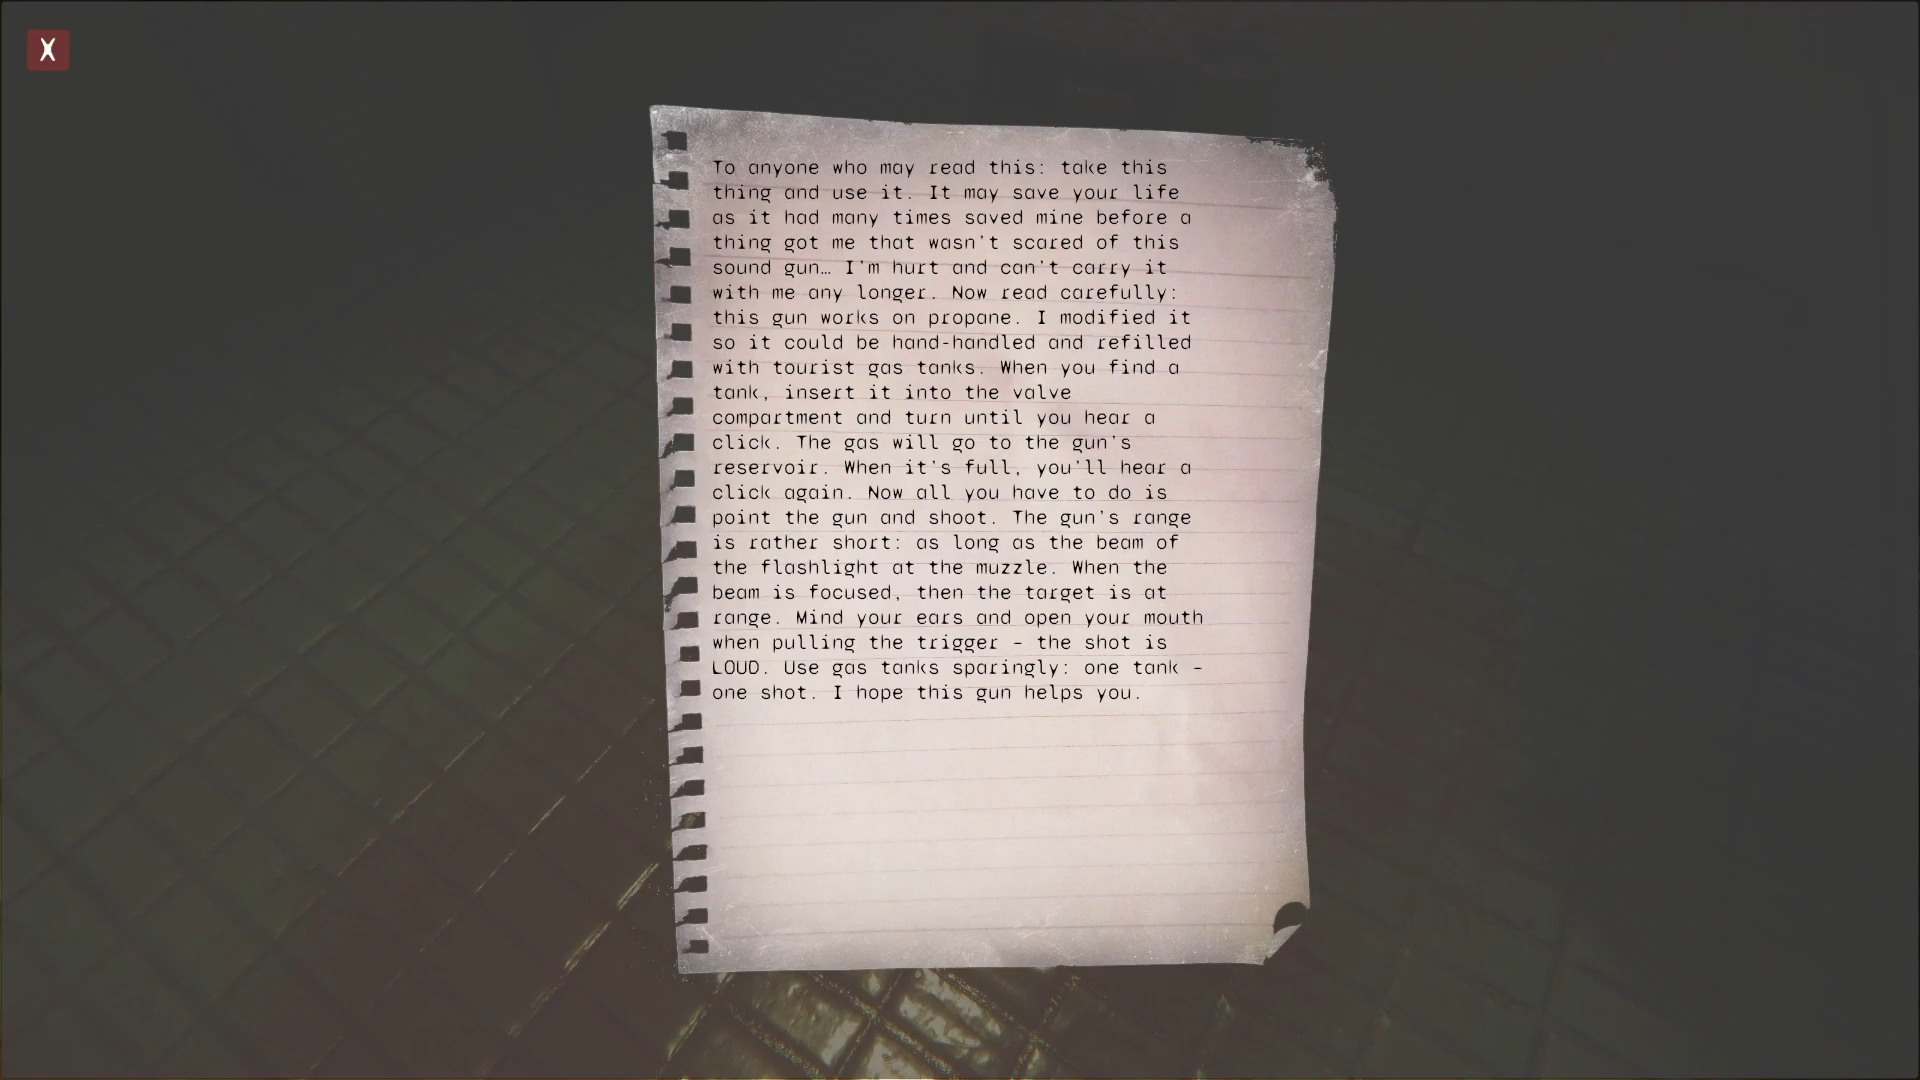 X
To anyone who may read this: take this
thing and use it. It may save your life
as it had many times saved mine before a
thing got me that wasn't scared of this
sound gun… I'm hurt and can't carry it
with me any longer. Now read carefully:
this gun works on propane. I modified it
so it could be hand-handled and refilled
with tourist gas tanks. When you find a
tank, insert it into the valve
compartment and turn until you hear a
click. The gas will go to the gun's
reservoir. When it's full, you'll hear a
click again. Now all you have to do is
point the gun and shoot. The gun's range
is rather short: as long as the beam of
the flashlight at the muzzle. When the
beam is focused, then the target is at
range. Mind your ears and open your mouth
when pulling the trigger – the shot is
LOUD. Use gas tanks sparingly: one tank –
one shot. I hope this gun helps you.